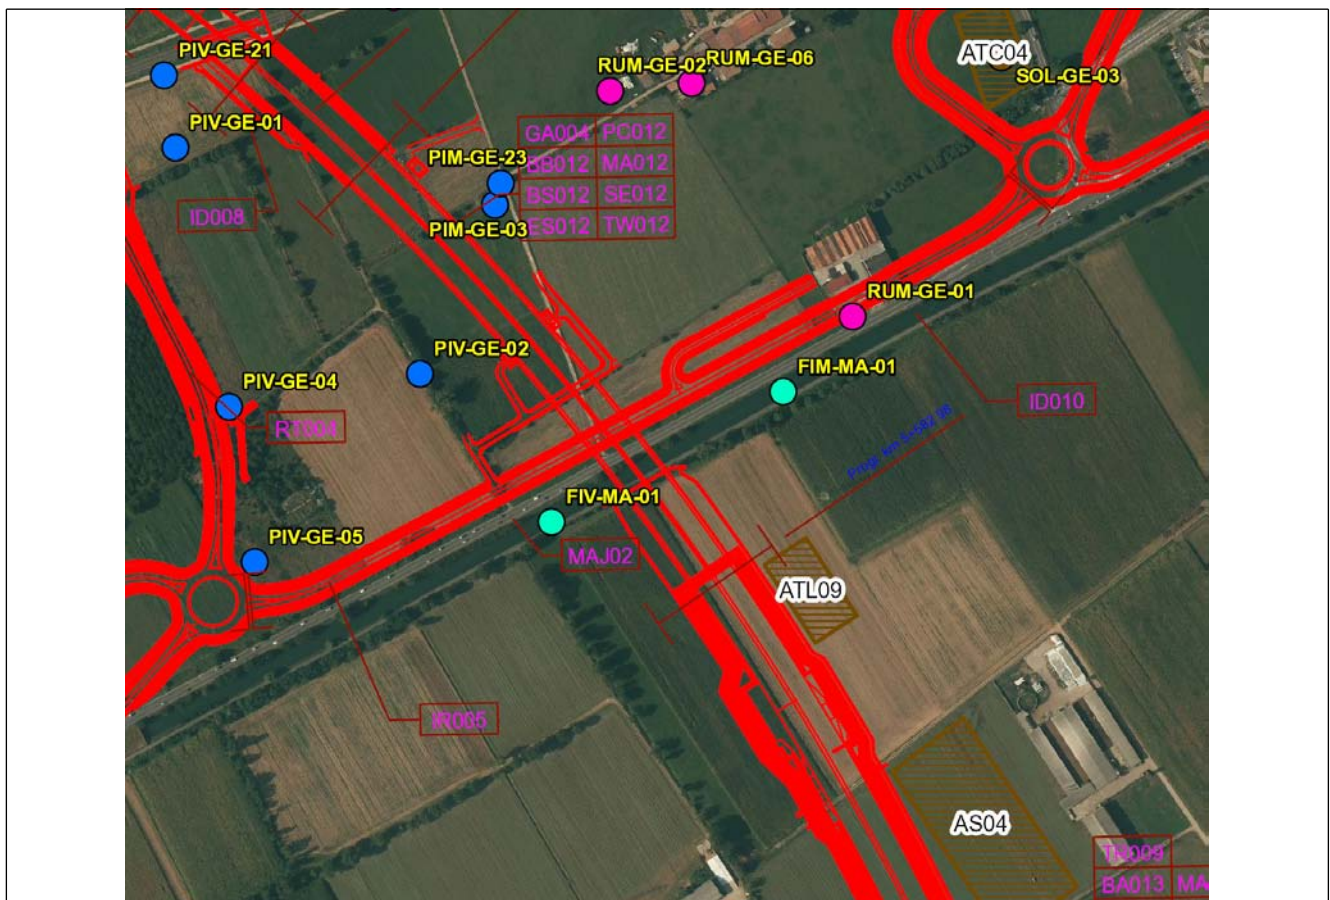 PIV-GE-21
ATC04
RUM-GE-02
RUM-GE-06
SOL-GE-03
PIV-GE-01
GA004 PC012
PIM-GE-23
BB012 MA012
BS012 SE012
ID008
PIM-GE-03
ES012 TW012
RUM-GE-01
PIV-GE-02
PIV-GE-04
FIM-MA-01
ID010
RT004
FIV-MA-01
PIV-GE-05
MAJ02
ATL09
IR005
AS04
TR009
BA013 MA